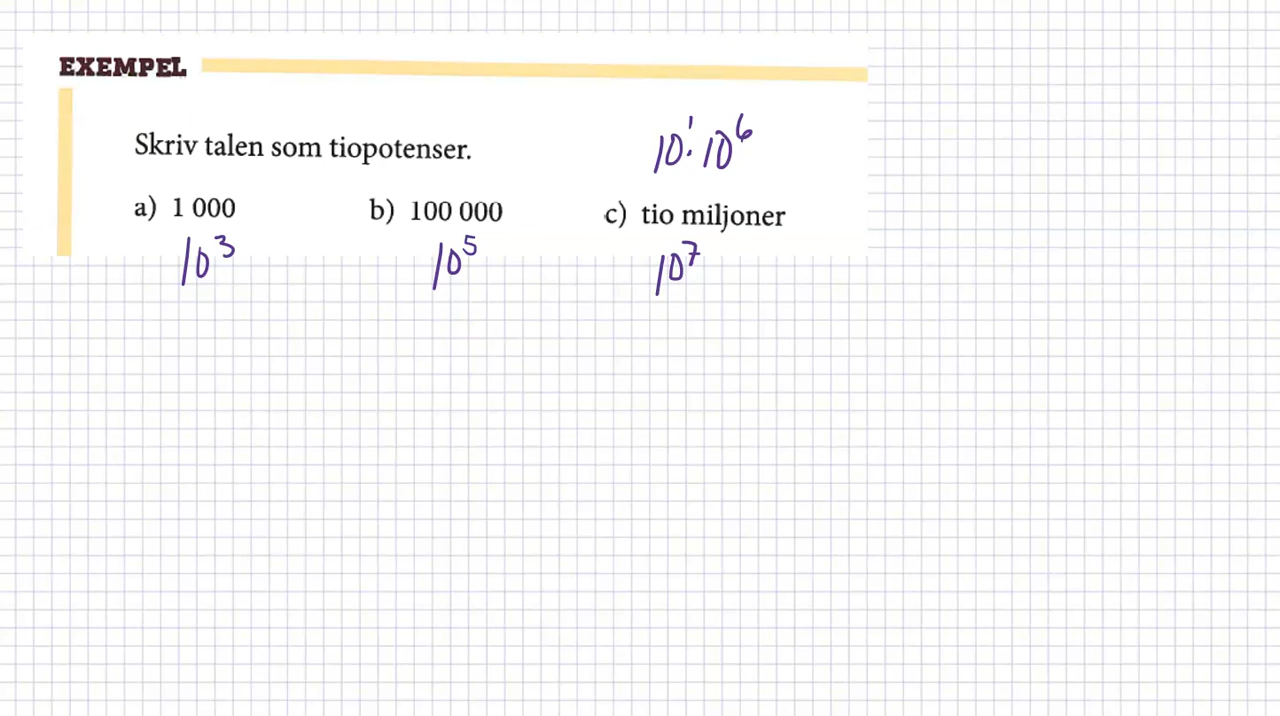 EXEMPEL
Skriv talen som tiopotenser.
10¹·10⁶
a) 1 000 b) 100 000 c) tio miljoner
10³ 10⁵ 10⁷